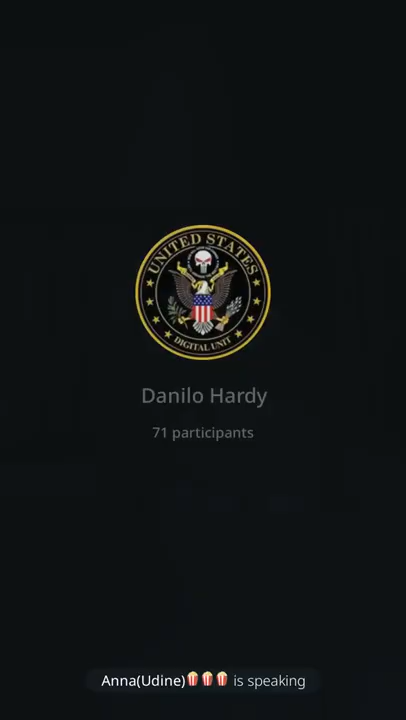 UNITED STATES
DIGITAL UNIT
Danilo Hardy
71 participants
Anna(Udine)🍿🍿🍿 is speaking